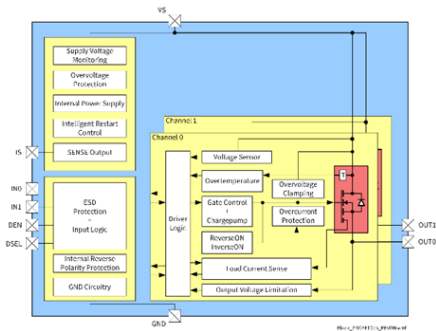 VS
Supply Voltage
Monitoring
Overvoltage
Protection
Internal Power Supply
Intelligent Restart
Control
SENSE Output
IS
Channel 1
Channel 0
Voltage Sensor
Overtemperature
T
Overvoltage
Clamping
Gate Control
+
Chargepump
Overcurrent
Protection
Driver
Logic
ReverseON
InverseON
Load Current Sense
Output Voltage Limitation
IN0
IN1
DEN
DSEL
ESD
Protection
+
Input Logic
Internal Reverse
Polarity Protection
GND Circuitry
OUT1
OUT0
GND